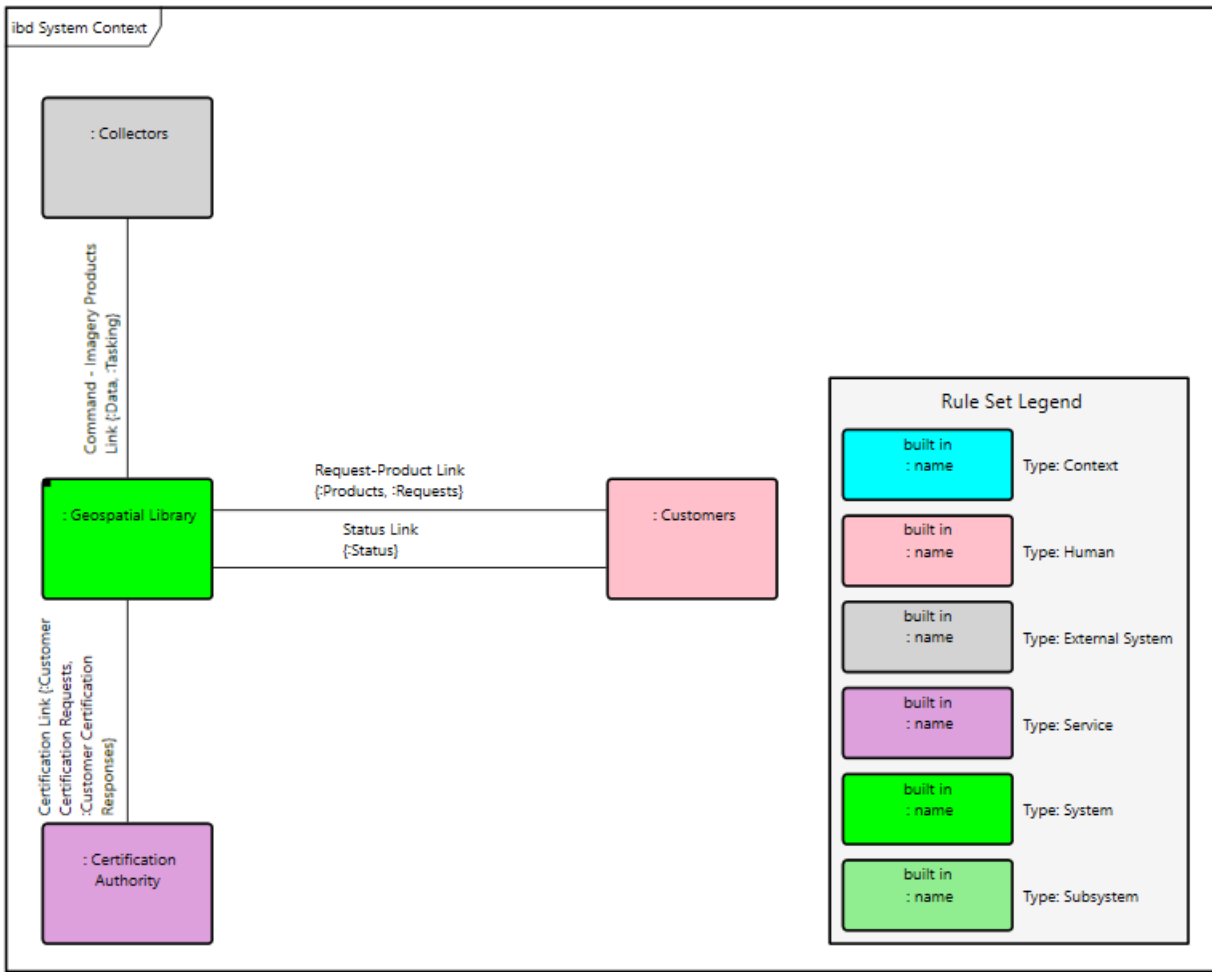 ibd System Context
: Collectors
Command - Imagery Products
Link {:Data, :Tasking}
: Geospatial Library
Request-Product Link
{:Products, :Requests}
Status Link
{:Status}
: Customers
Certification Link {:Customer
Certification Requests,
:Customer Certification
Responses}
: Certification
Authority
Rule Set Legend
built in
: name
Type: Context
built in
: name
Type: Human
built in
: name
Type: External System
built in
: name
Type: Service
built in
: name
Type: System
built in
: name
Type: Subsystem